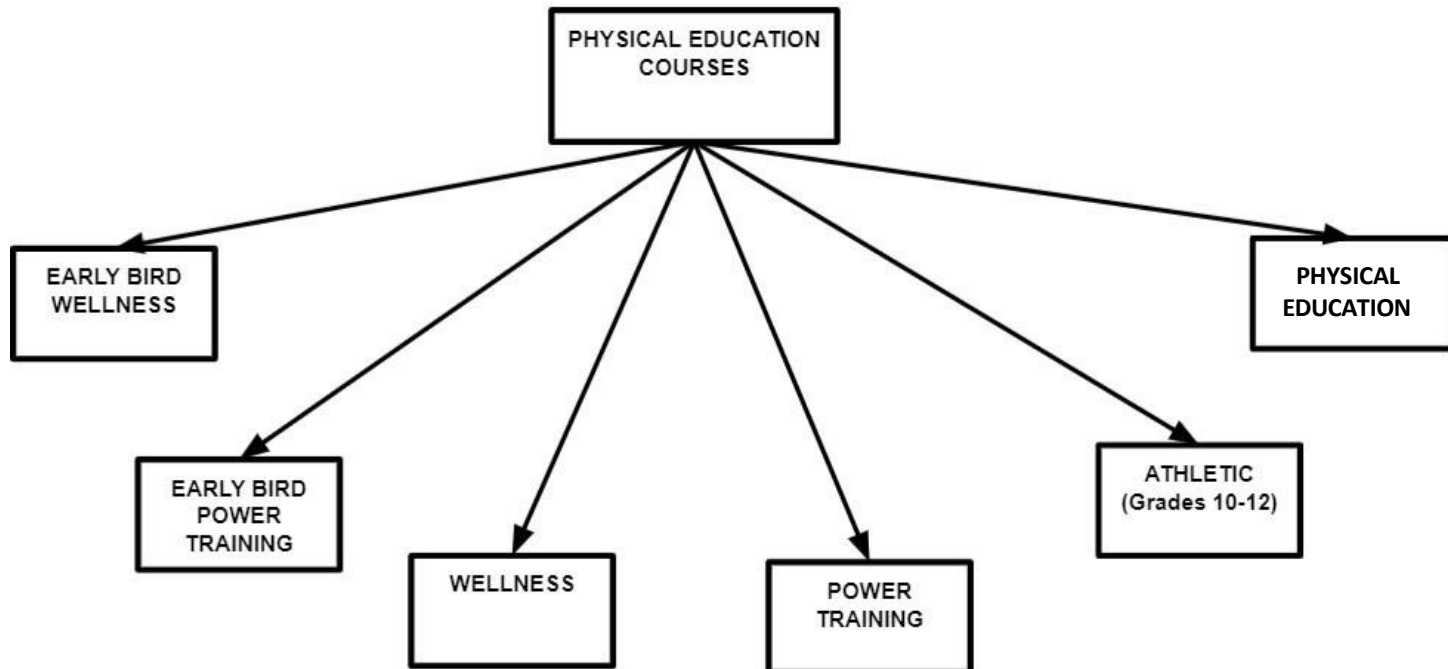 PHYSICAL EDUCATION
COURSES
EARLY BIRD
WELLNESS
PHYSICAL
EDUCATION
EARLY BIRD
POWER
TRAINING
ATHLETIC
(Grades 10-12)
WELLNESS
POWER
TRAINING